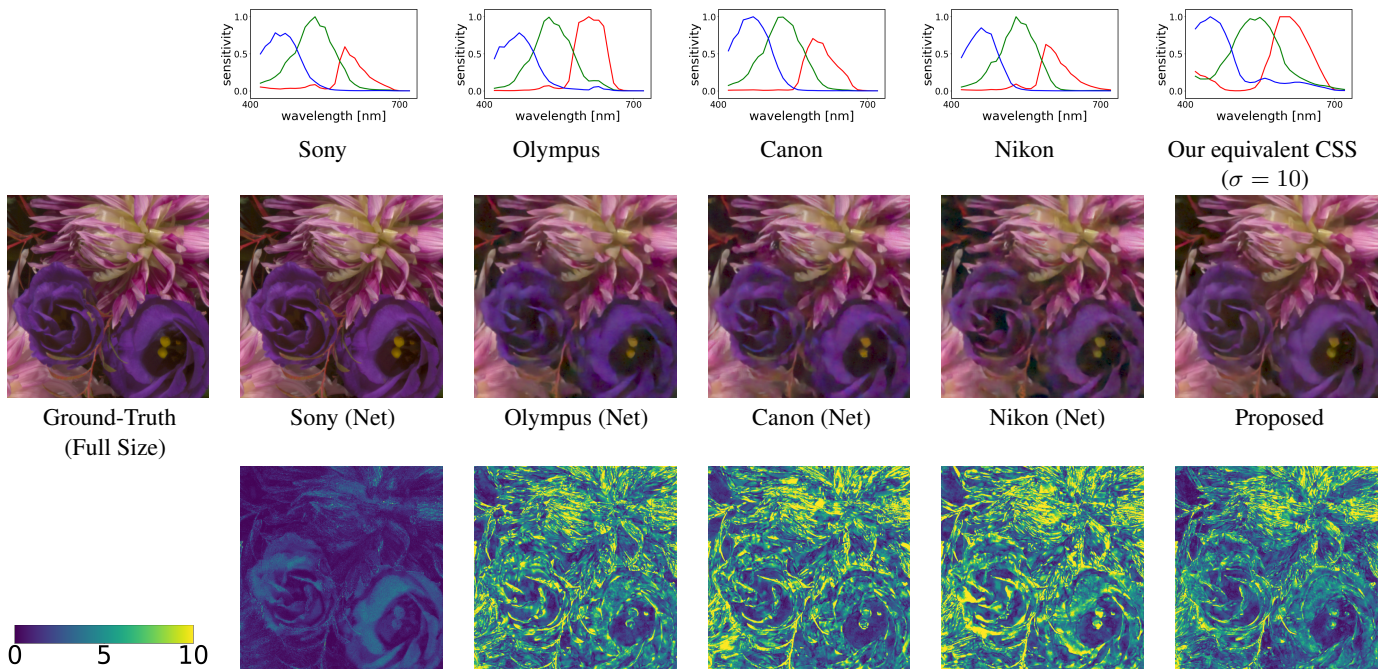 1.0
0.5
0.0
sensitivity
400
700
wavelength [nm]
Sony
1.0
0.5
0.0
sensitivity
400
700
wavelength [nm]
Olympus
1.0
0.5
0.0
sensitivity
400
700
wavelength [nm]
Canon
1.0
0.5
0.0
sensitivity
400
700
wavelength [nm]
Nikon
1.0
0.5
0.0
sensitivity
400
700
wavelength [nm]
Our equivalent CSS
(σ = 10)
Ground-Truth
(Full Size)
Sony (Net)
Olympus (Net)
Canon (Net)
Nikon (Net)
Proposed
0 5 10